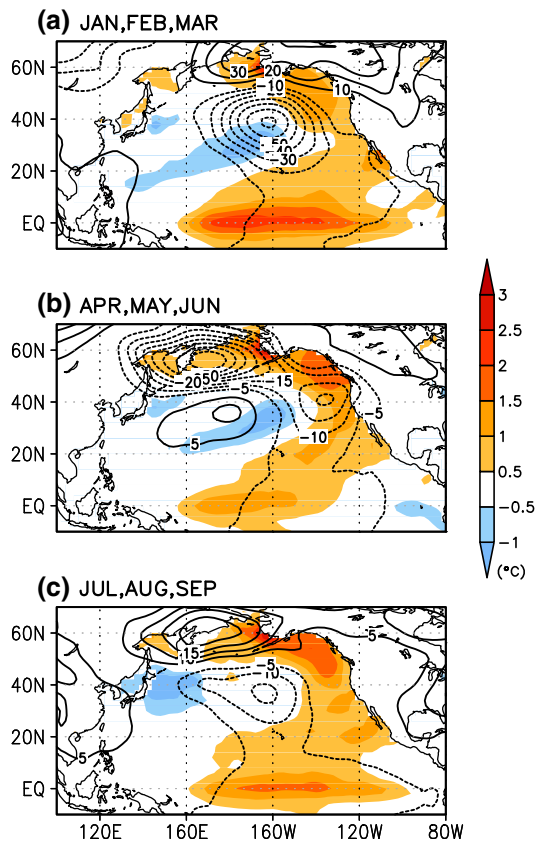 (a) JAN,FEB,MAR
60N
40N
20N
EQ
30
20
-10
10
-30
(b) APR,MAY,JUN
60N
40N
20N
EQ
-20
50
-15
-5
-5
5
-10
3
2.5
2
1.5
1
0.5
-0.5
-1
(°C)
(c) JUL,AUG,SEP
60N
40N
20N
EQ
15
5
-5
-10
5
120E
160E
160W
120W
80W